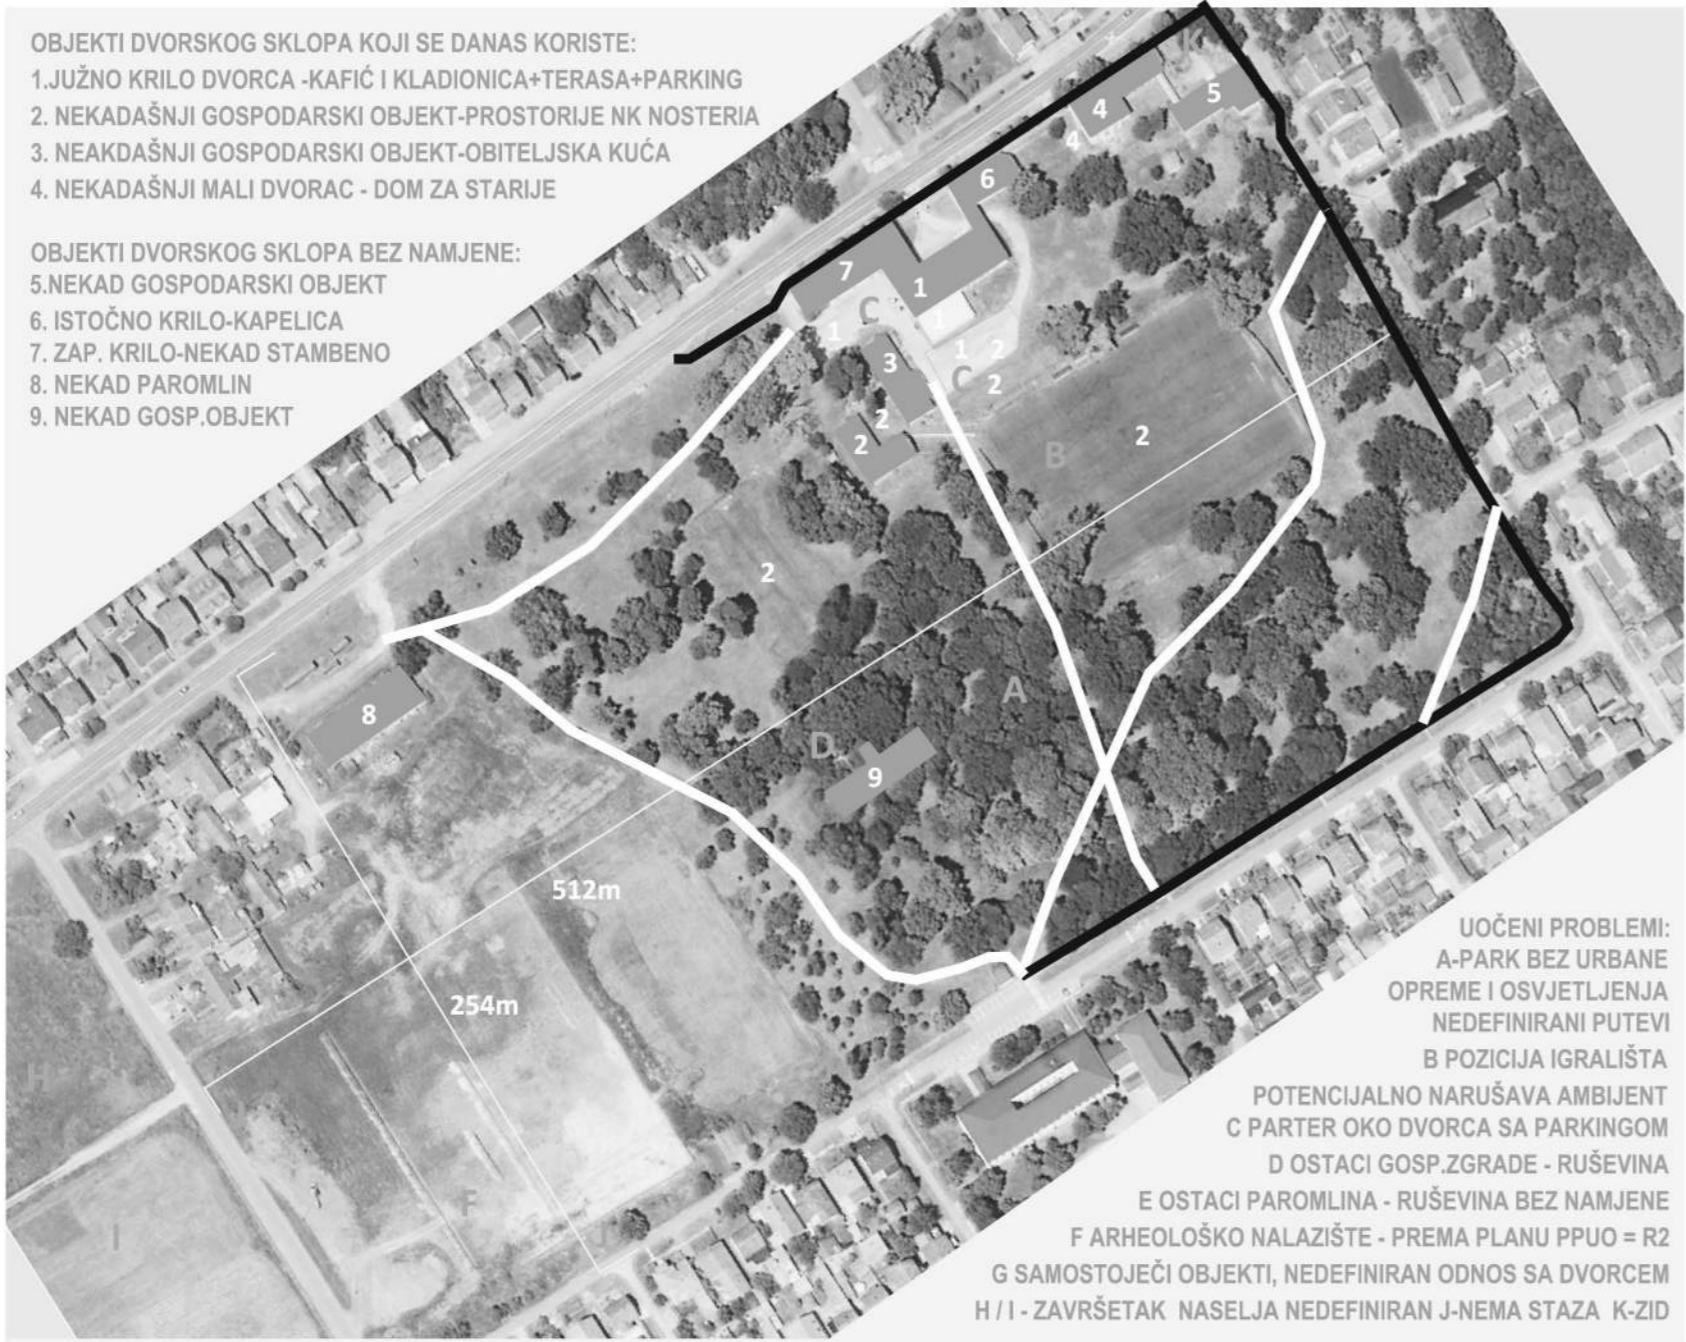 OBJEKTI DVORSKOG SKLOPA KOJI SE DANAS KORISTE:
1.JUŽNO KRILO DVORCA -KAFIĆ I KLADIONICA+TERASA+PARKING
2. NEKADAŠNJI GOSPODARSKI OBJEKT-PROSTORIJE NK NOSTERIA
3. NEAKDAŠNJI GOSPODARSKI OBJEKT-OBITELJSKA KUĆA
4. NEKADAŠNJI MALI DVORAC - DOM ZA STARIJE
OBJEKTI DVORSKOG SKLOPA BEZ NAMJENE:
5.NEKAD GOSPODARSKI OBJEKT
6. ISTOČNO KRILO-KAPELICA
7. ZAP. KRILO-NEKAD STAMBENO
8. NEKAD PAROMLIN
9. NEKAD GOSP.OBJEKT
K
4
5
4
6
7
1
C
1
1
3
1 2
C 2
2
2
B
2
2
A
8
D
9
512m
254m
H
F
I
J
UOČENI PROBLEMI:
A-PARK BEZ URBANE
OPREME I OSVJETLJENJA
NEDEFINIRANI PUTEVI
B POZICIJA IGRALIŠTA
POTENCIJALNO NARUŠAVA AMBIJENT
C PARTER OKO DVORCA SA PARKINGOM
D OSTACI GOSP.ZGRADE - RUŠEVINA
E OSTACI PAROMLINA - RUŠEVINA BEZ NAMJENE
F ARHEOLOŠKO NALAZIŠTE - PREMA PLANU PPUO = R2
G SAMOSTOJEČI OBJEKTI, NEDEFINIRAN ODNOS SA DVORCEM
H / I - ZAVRŠETAK NASELJA NEDEFINIRAN J-NEMA STAZA K-ZID